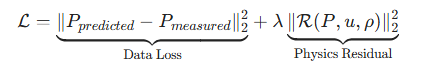 ℒ = ‖P_predicted − P_measured‖₂² + λ ‖ℛ(P, u, ρ)‖₂²
Data Loss Physics Residual